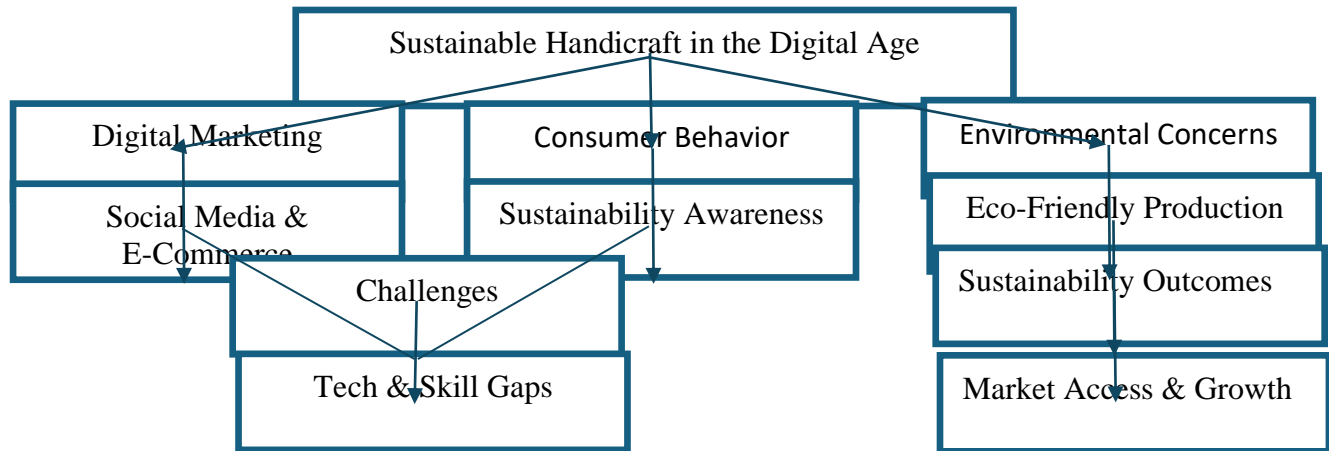 Sustainable Handicraft in the Digital Age
Digital Marketing
Consumer Behavior
Environmental Concerns
Social Media &
E-Commerce
Sustainability Awareness
Eco-Friendly Production
Challenges
Sustainability Outcomes
Tech & Skill Gaps
Market Access & Growth